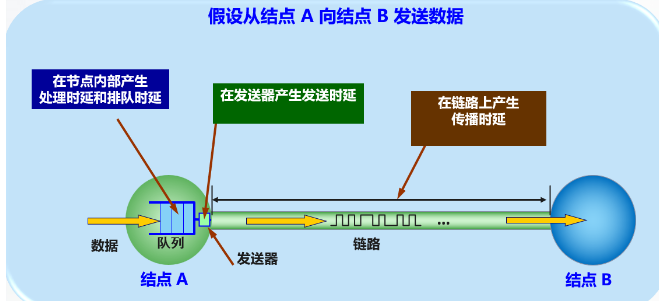 假设从结点 A 向结点 B 发送数据
在节点内部产生
处理时延和排队时延
在发送器产生发送时延
在链路上产生
传播时延
数据
队列
发送器
链路
...
结点 A
结点 B